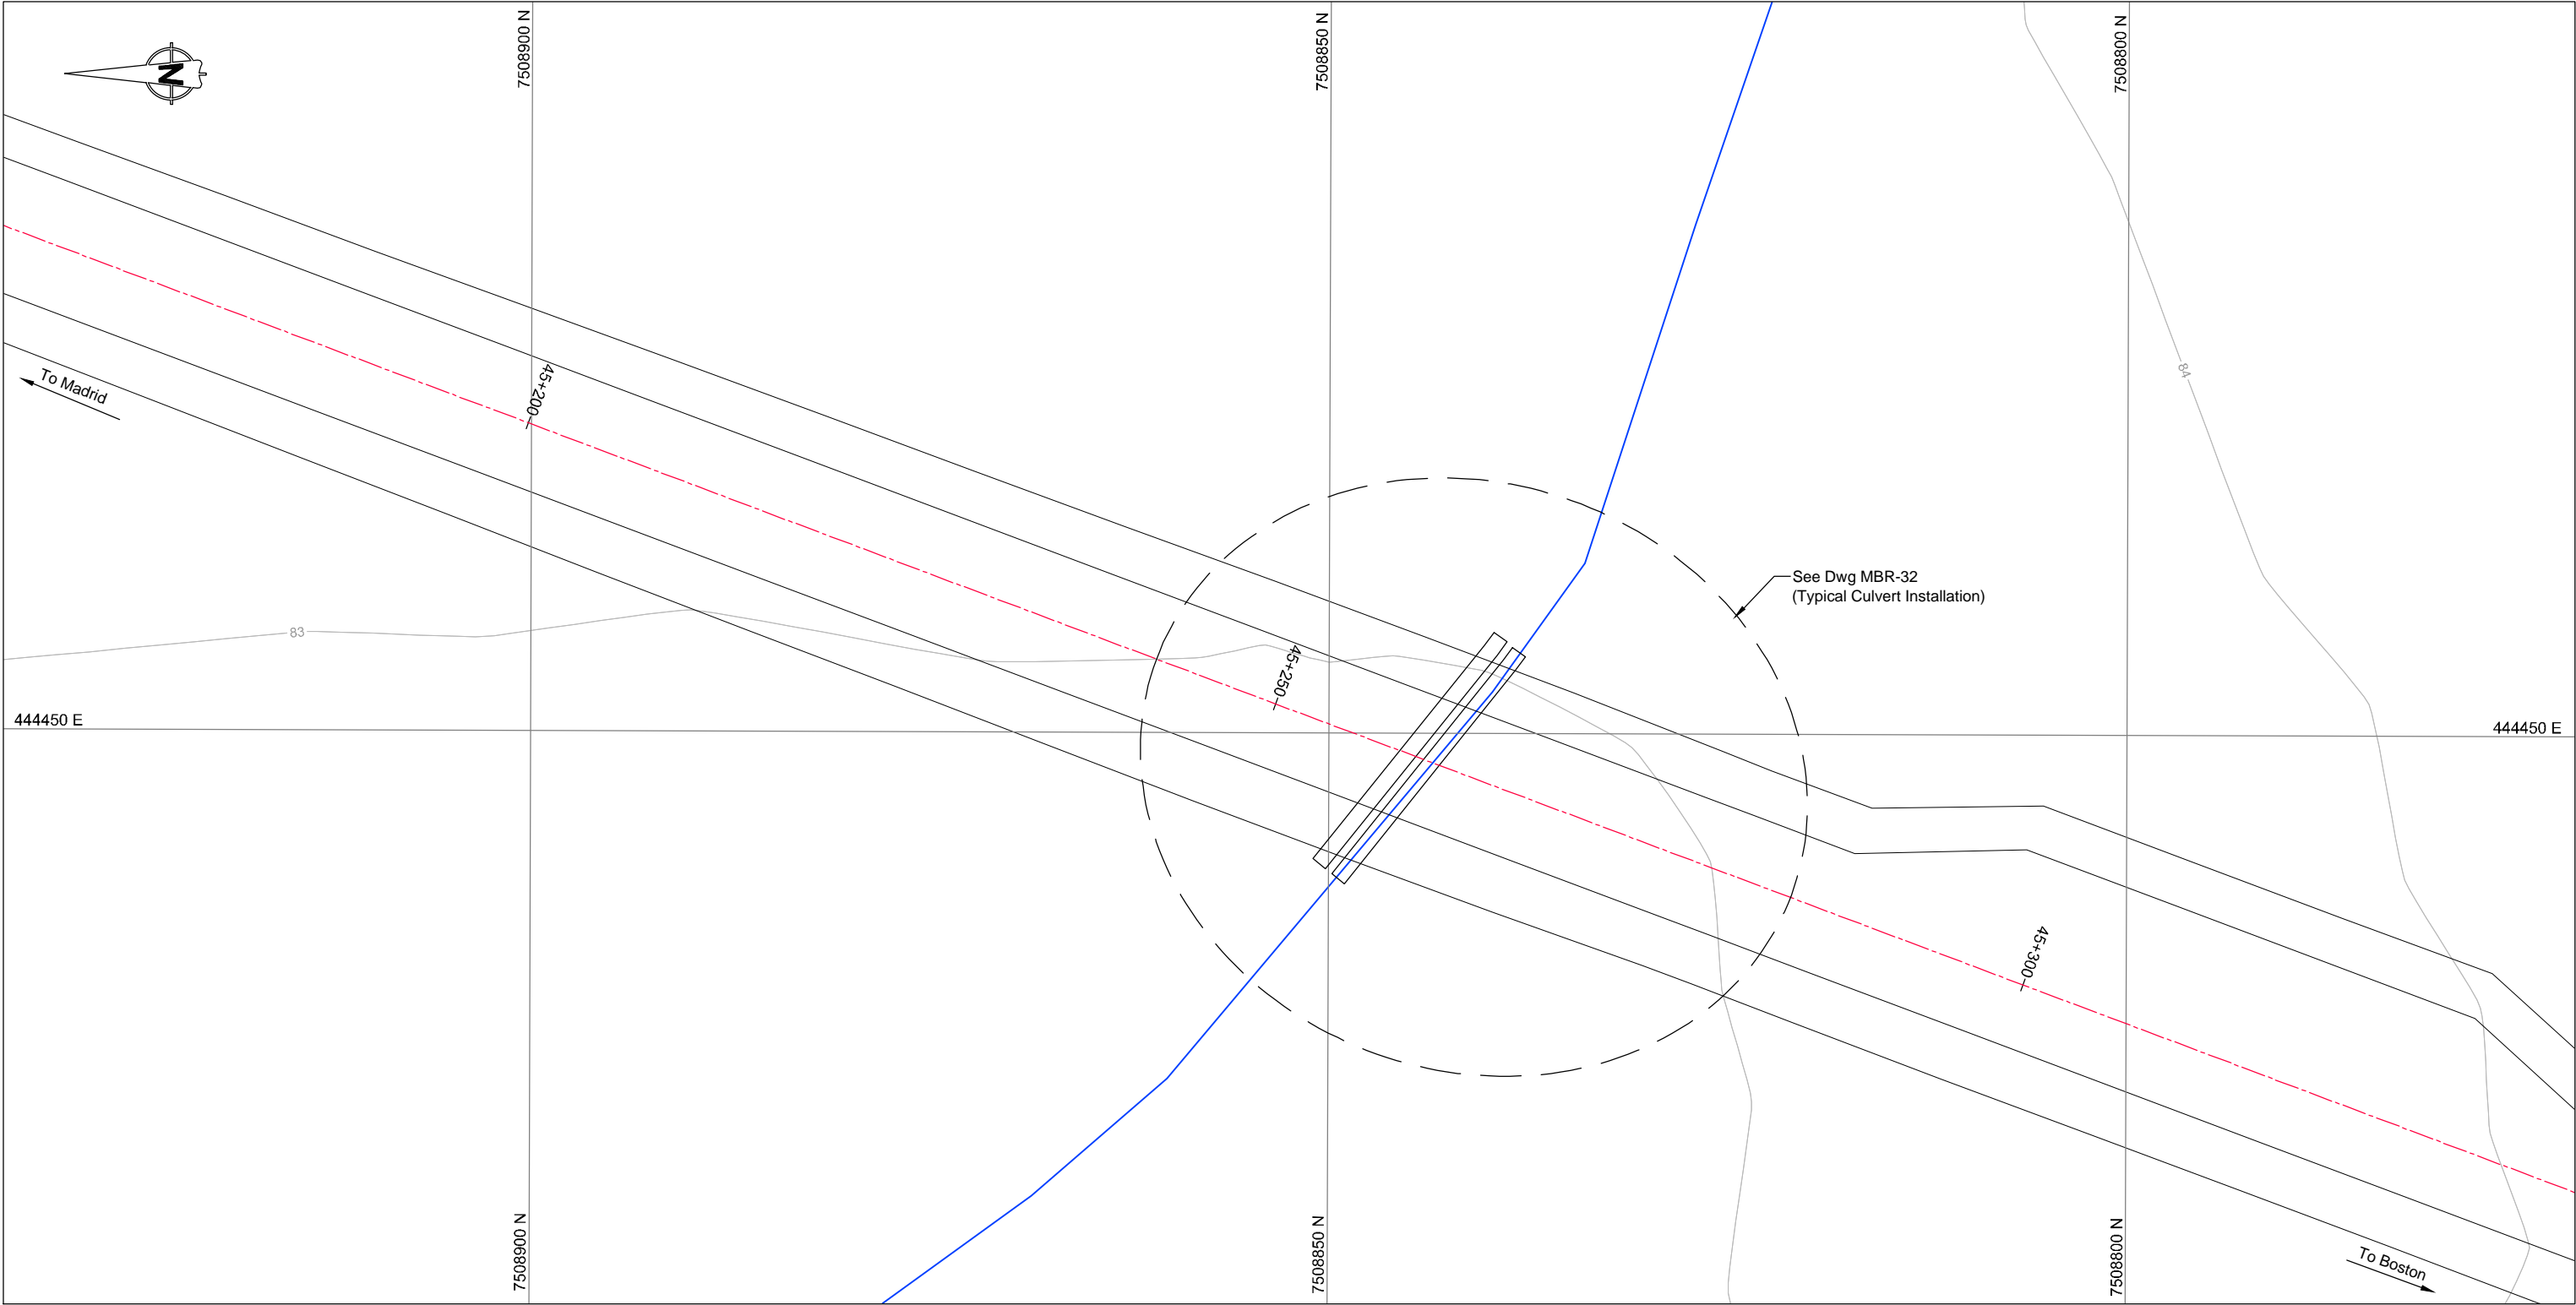 7508900 N
7508850 N
7508800 N
N
To Madrid
45+200
84
See Dwg MBR-32
(Typical Culvert Installation)
83
45+250
444450 E
444450 E
45+300
7508900 N
7508850 N
7508800 N
To Boston